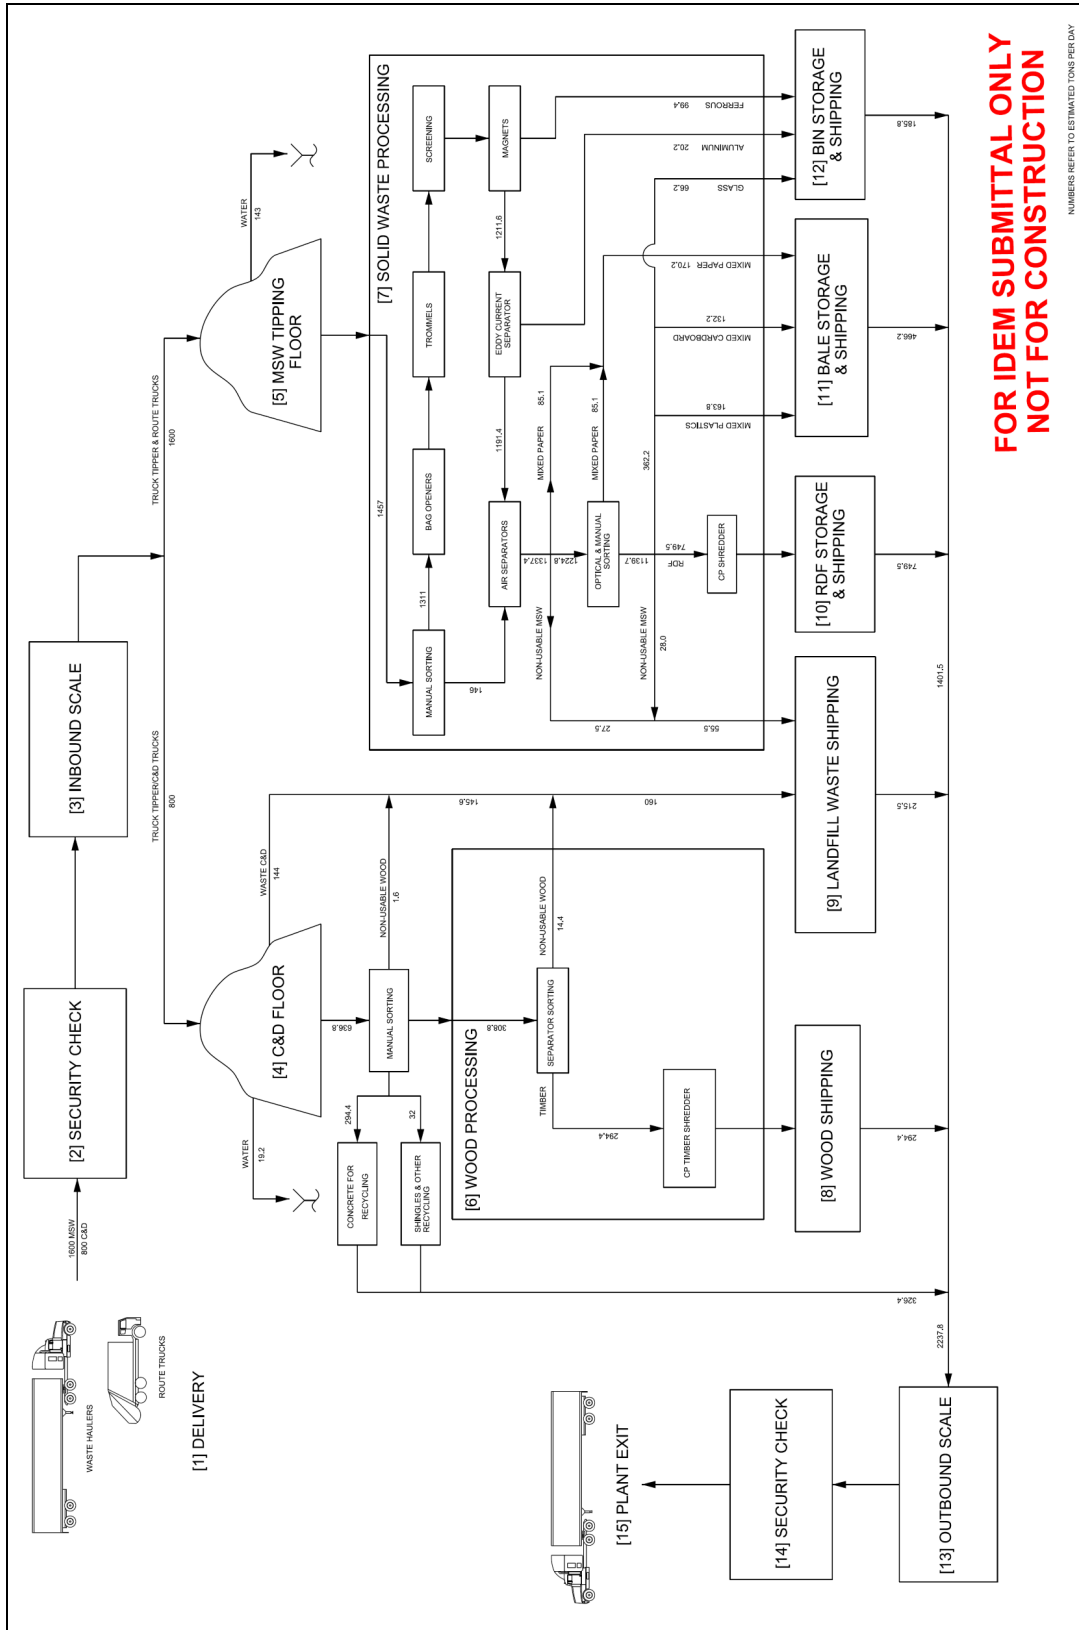 WASTE HAULERS
ROUTE TRUCKS
[1] DELIVERY
1600 MSW
800 C&D
[2] SECURITY CHECK
[3] INBOUND SCALE
TRUCK TIPPER/C&D TRUCKS
800
TRUCK TIPPER & ROUTE TRUCKS
1600
WATER
19.2
[4] C&D FLOOR
WASTE C&D
144
[5] MSW TIPPING
FLOOR
WATER
143
636.8
MANUAL SORTING
NON-USABLE WOOD
1.6
294.4
32
CONCRETE FOR
RECYCLING
SHINGLES & OTHER
RECYCLING
145.6
[6] WOOD PROCESSING
308.8
SEPARATOR SORTING
NON-USABLE WOOD
14.4
TIMBER
294.4
CP TIMBER SHREDDER
160
[7] SOLID WASTE PROCESSING
1457
MANUAL SORTING
1311
BAG OPENERS
TROMMELS
SCREENING
146
AIR SEPARATORS
1191.4
EDDY CURRENT
SEPARATOR
1211.6
MAGNETS
1337.4
1224.8
NON-USABLE MSW
27.5
MIXED PAPER
85.1
OPTICAL & MANUAL
SORTING
MIXED PAPER
85.1
1139.7
NON-USABLE MSW
28.0
362.2
RDF
749.5
CP SHREDDER
55.5
MIXED PLASTICS
163.8
MIXED CARDBOARD
132.2
MIXED PAPER
170.2
GLASS
66.2
ALUMINUM
20.2
FERROUS
99.4
[8] WOOD SHIPPING
[9] LANDFILL WASTE SHIPPING
[10] RDF STORAGE
& SHIPPING
[11] BALE STORAGE
& SHIPPING
[12] BIN STORAGE
& SHIPPING
326.4
294.4
215.5
749.5
466.2
185.8
2237.8
1401.5
[13] OUTBOUND SCALE
[14] SECURITY CHECK
[15] PLANT EXIT
FOR IDEM SUBMITTAL ONLY
NOT FOR CONSTRUCTION
NUMBERS REFER TO ESTIMATED TONS PER DAY